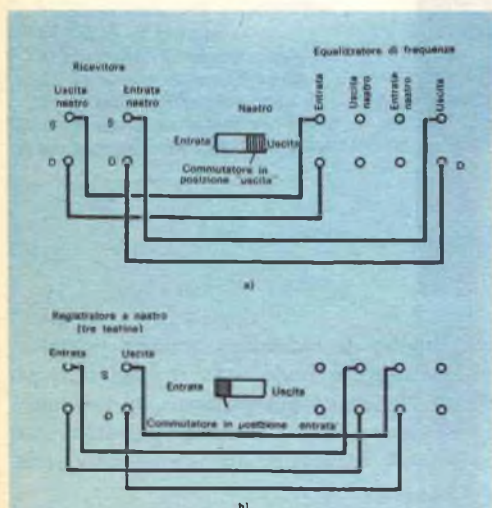 Equalizzatore di frequenze
Ricevitore
Uscita nastro
Entrata nastro
Entrata
Uscita nastro
Entrata nastro
Uscita
S
S
Nastro
Entrata
Uscita
D
D
D
Commutatore in
posizione "uscita"
a)
Registratore a nastro
(tre testine)
Entrata
Uscita
S
Entrata
Uscita
D
Commutatore in posizione entrata
b)